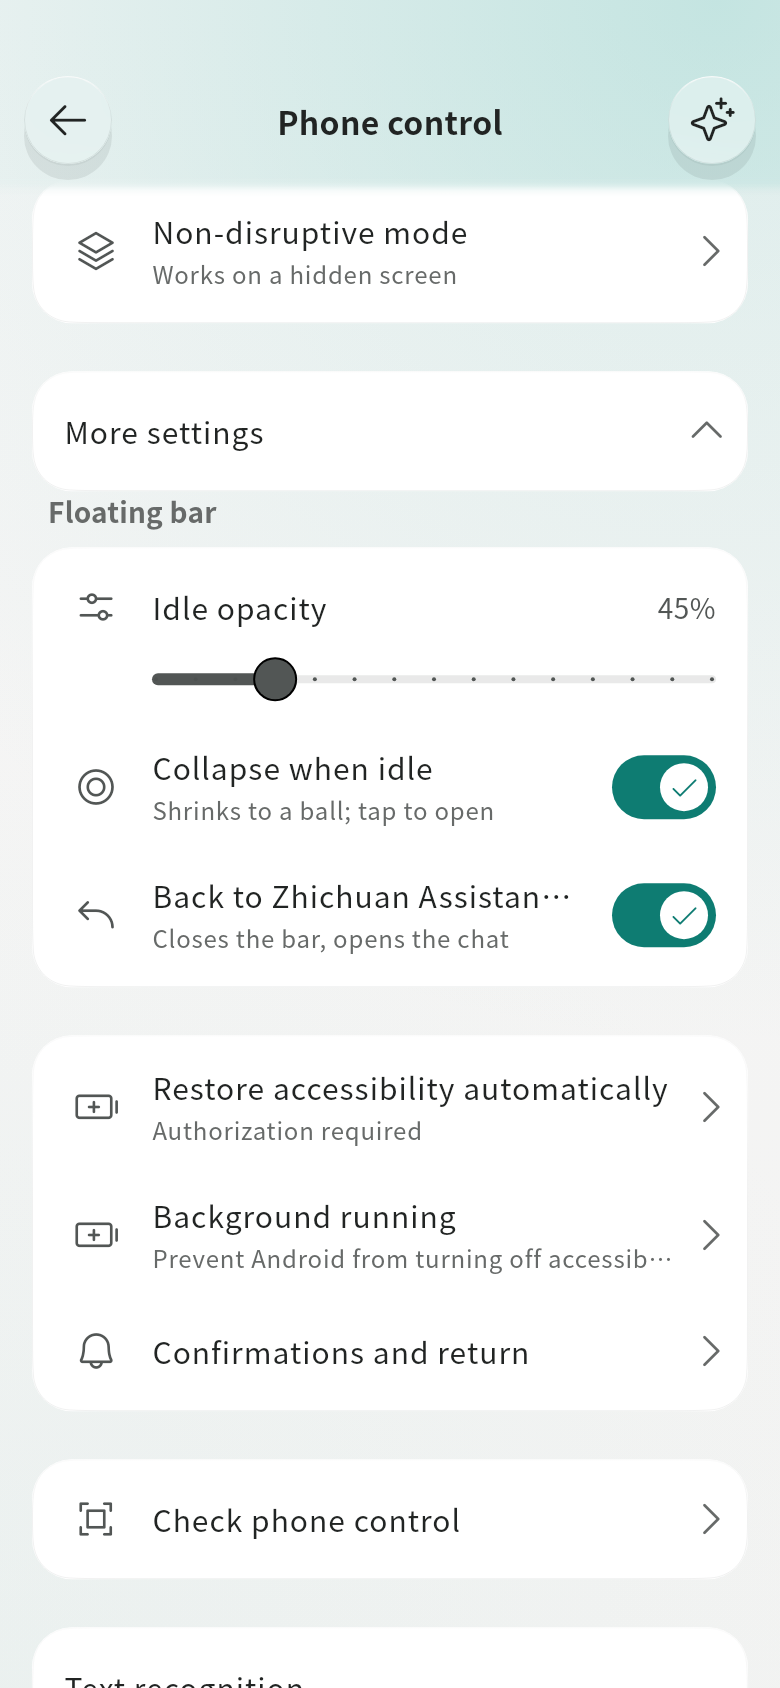 Phone control
Non-disruptive mode
Works on a hidden screen
More settings
Floating bar
Idle opacity
45%
Collapse when idle
Shrinks to a ball; tap to open
Back to Zhichuan Assistan…
Closes the bar, opens the chat
Restore accessibility automatically
Authorization required
Background running
Prevent Android from turning off accessib…
Confirmations and return
Check phone control
Text recognition